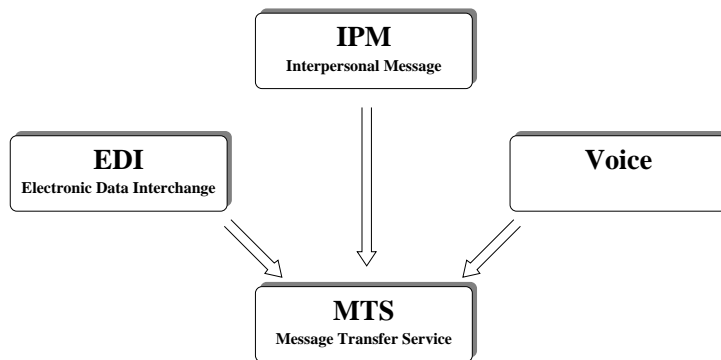 IPM
Interpersonal Message
EDI
Electronic Data Interchange
Voice
MTS
Message Transfer Service